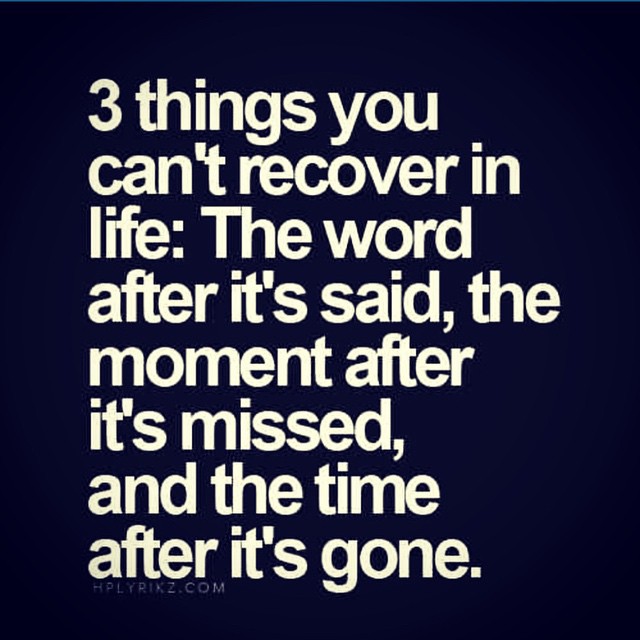 3 things you
can't recover in
life: The word
after it's said, the
moment after
it's missed,
and the time
after it's gone.
HPLYRIKZ.COM